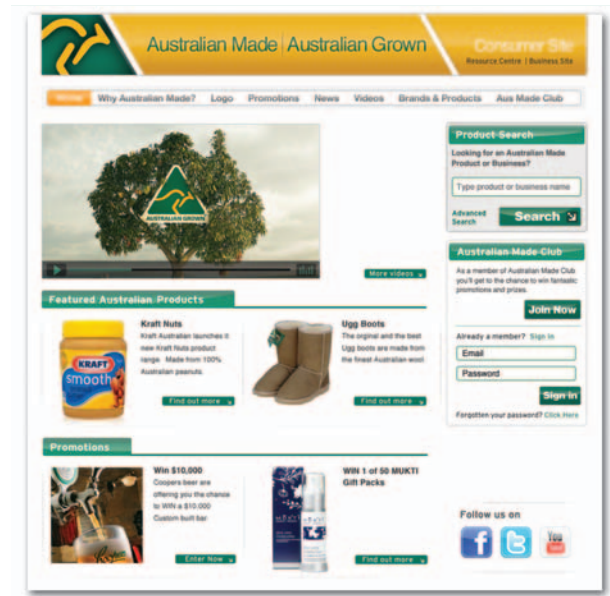 Australian Made | Australian Grown
Consumer Site
Resource Centre | Business Site
Home Why Australian Made? Logo Promotions News Videos Brands & Products Aus Made Club
AUSTRALIAN GROWN
More videos
Product Search
Looking for an Australian Made
Product or Business?
Type product or business name
Advanced
Search
Search
Australian Made Club
As a member of Australian Made Club
you'll get to the chance to win fantastic
promotions and prizes.
Join Now
Already a member? Sign in
Email
Password
Sign in
Forgotten your password? Click Here
Featured Australian Products
KRAFT
smooth
Kraft Nuts
Kraft Australian launches it
new Kraft Nuts product
range. Made from 100%
Australian peanuts.
Find out more
Ugg Boots
The orginal and the best
Ugg boots are made from
the finest Australian wool.
Find out more
Promotions
Win $10,000
Coopers beer are
offering you the chance
to WIN a $10,000
Custom built bar
Enter Now
WIN 1 of 50 MUKTI
Gift Packs
Find out more
Follow us on
You